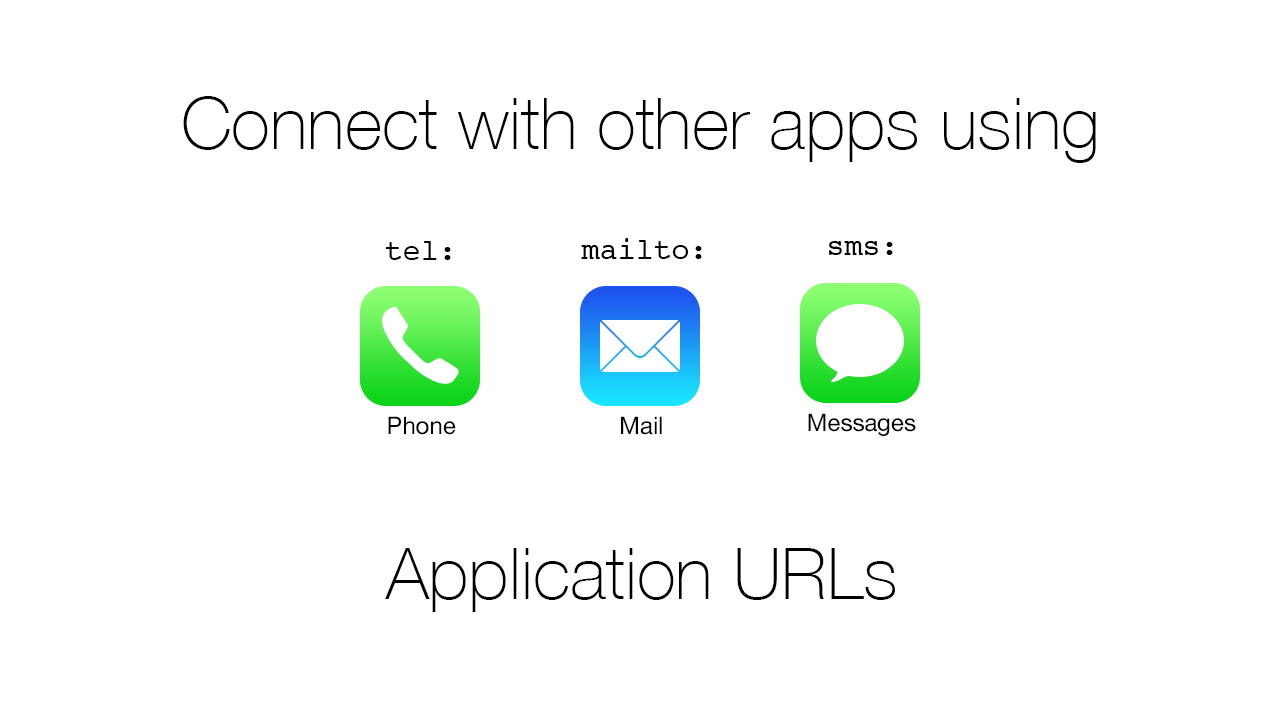 Connect with other apps using
tel: mailto: sms:
Phone Mail Messages
Application URLs